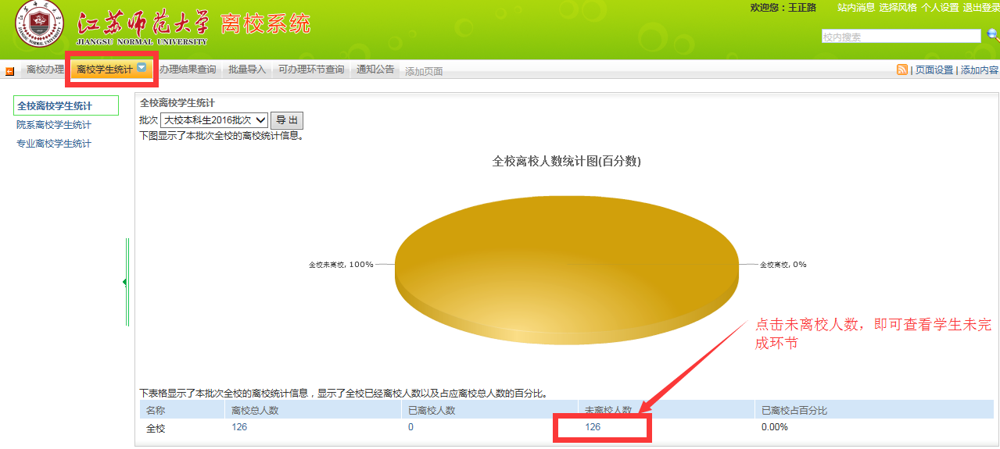 欢迎您：王正路 站内消息 选择风格 个人设置 退出登录
江苏师范大学 离校系统
JIANGSU NORMAL UNIVERSITY
校内搜索
离校办理 离校学生统计 办理结果查询 批量导入 可办理环节查询 通知公告 添加页面 | 页面设置 | 添加内容
全校离校学生统计
院系离校学生统计
专业离校学生统计
全校离校学生统计
批次 大校本科生2016批次 导 出
下图显示了本批次全校的离校统计信息。
全校离校人数统计图(百分数)
全校未离校, 100% 全校离校, 0%
点击未离校人数，即可查看学生未完
成环节
下表格显示了本批次全校的离校统计信息，显示了全校已经离校人数以及占应离校总人数的百分比。
名称 离校总人数 已离校人数 未离校人数 已离校占百分比
全校 126 0 126 0.00%